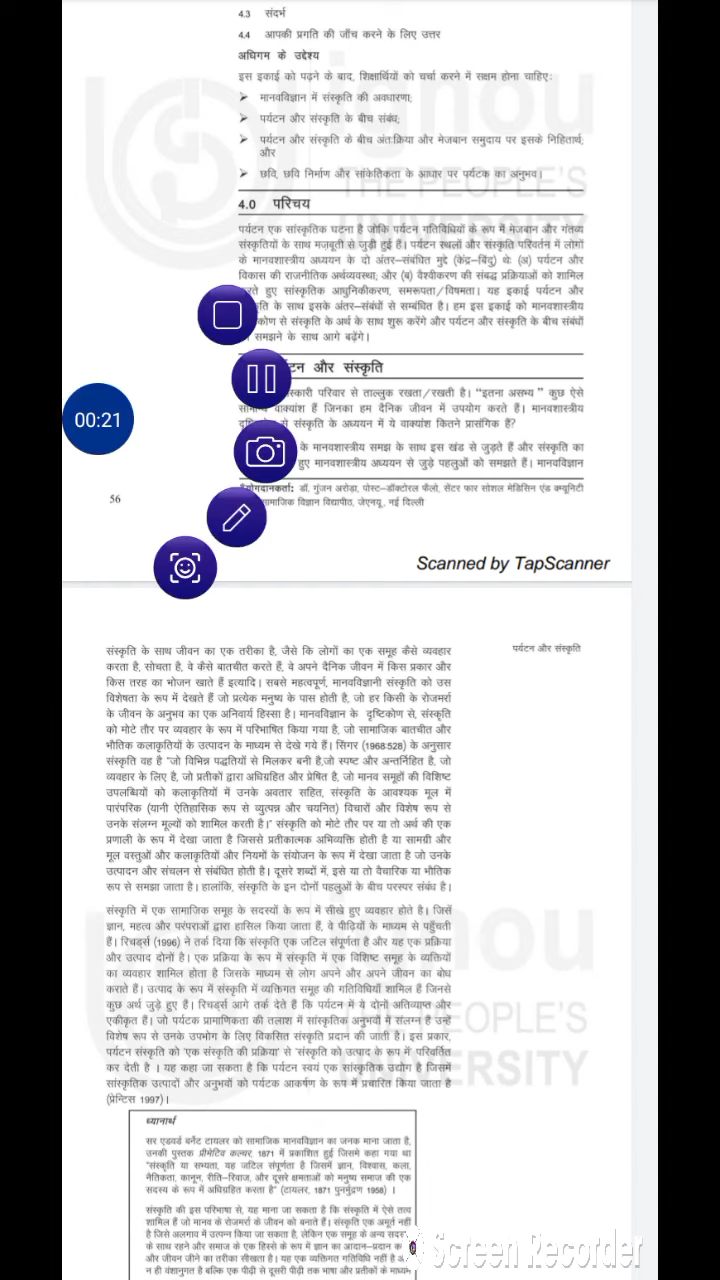 4.3 संदर्भ
4.4 आपकी प्रगति की जाँच करने के लिए उत्तर
अधिगम के उद्देश्य
इस इकाई को पढ़ने के बाद, शिक्षार्थियों को चर्चा करने में सक्षम होना चाहिए:
➢ मानवविज्ञान में संस्कृति की अवधारणा;
➢ पर्यटन और संस्कृति के बीच संबंध;
➢ पर्यटन और संस्कृति के बीच अंतःक्रिया और मेजबान समुदाय पर इसके निहितार्थ;
और
➢ छवि, छवि निर्माण और सांकेतिकता के आधार पर पर्यटक का अनुभव।
ignou
THE PEOPLE'S
UNIVERSITY
4.0 परिचय
पर्यटन एक सांस्कृतिक घटना है जोकि पर्यटन गतिविधियों के रूप में मेजबान और गंतव्य
संस्कृतियों के साथ मज़बूती से जुड़ी हुई हैं। पर्यटन स्थलों और संस्कृति परिवर्तन में लोगों
के मानवशास्त्रीय अध्ययन के दो अंतर–संबंधित मुद्दे (केंद्र–बिंदु) थेः (अ) पर्यटन और
विकास की राजनीतिक अर्थव्यवस्था; और (ब) वैश्वीकरण की संबद्ध प्रक्रियाओं को शामिल
करते हुए सांस्कृतिक आधुनिकीकरण, समरूपता/विषमता। यह इकाई पर्यटन और
के साथ इसके अंतर–संबंधों से सम्बंधित है। हम इस इकाई को मानवशास्त्रीय
कोण से संस्कृति के अर्थ के साथ शुरू करेंगे और पर्यटन और संस्कृति के बीच संबंधों
समझने के साथ आगे बढ़ेंगे।
टन और संस्कृति
स्कारी परिवार से ताल्लुक रखता/रखती है। “इतना असभ्य” कुछ ऐसे
वाक्यांश हैं जिनका हम दैनिक जीवन में उपयोग करते हैं। मानवशास्त्रीय
से संस्कृति के अध्ययन में ये वाक्यांश कितने प्रासंगिक हैं?
00:21
के मानवशास्त्रीय समझ के साथ इस खंड से जुड़ते हैं और संस्कृति का
हुए मानवशास्त्रीय अध्ययन से जुड़े पहलुओं को समझते हैं। मानवविज्ञान
योगदानकर्ता: डॉ. गुंजन अरोड़ा, पोस्ट–डॉक्टोरल फैलो, सेंटर फार सोशल मेडिसिन एंड कम्युनिटी
सामाजिक विज्ञान विद्यापीठ, जेएनयू, नई दिल्ली
56
Scanned by TapScanner
पर्यटन और संस्कृति
संस्कृति के साथ जीवन का एक तरीका है, जैसे कि लोगों का एक समूह कैसे व्यवहार
करता है, सोचता है, वे कैसे बातचीत करते हैं, वे अपने दैनिक जीवन में किस प्रकार और
किस तरह का भोजन खाते हैं इत्यादि। सबसे महत्वपूर्ण, मानवविज्ञानी संस्कृति को उस
विशेषता के रूप में देखते हैं जो प्रत्येक मनुष्य के पास होती है, जो हर किसी के रोजमर्रा
के जीवन के अनुभव का एक अनिवार्य हिस्सा है। मानवविज्ञान के दृष्टिकोण से, संस्कृति
को मोटे तौर पर व्यवहार के रूप में परिभाषित किया गया है, जो सामाजिक बातचीत और
भौतिक कलाकृतियों के उत्पादन के माध्यम से देखे गये हैं। सिंगर (1968:528) के अनुसार
संस्कृति वह है “जो विभिन्न पद्धतियों से मिलकर बनी है,जो स्पष्ट और अन्तर्निहित है, जो
व्यवहार के लिए है, जो प्रतीकों द्वारा अधिग्रहित और प्रेषित है, जो मानव समूहों की विशिष्ट
उपलब्धियों को कलाकृतियों में उनके अवतार सहित, संस्कृति के आवश्यक मूल में
पारंपरिक (यानी ऐतिहासिक रूप से व्युत्पन्न और चयनित) विचारों और विशेष रूप से
उनके संलग्न मूल्यों को शामिल करती है।” संस्कृति को मोटे तौर पर या तो अर्थ की एक
प्रणाली के रूप में देखा जाता है जिससे प्रतीकात्मक अभिव्यक्ति होती है या सामग्री और
मूल वस्तुओं और कलाकृतियों और नियमों के संयोजन के रूप में देखा जाता है जो उनके
उत्पादन और संचलन से संबंधित होती है। दूसरे शब्दों में, इसे या तो वैचारिक या भौतिक
रूप से समझा जाता है। हालांकि, संस्कृति के इन दोनों पहलुओं के बीच परस्पर संबंध है।
संस्कृति में एक सामाजिक समूह के सदस्यों के रूप में सीखे हुए व्यवहार होते है। जिसें
ज्ञान, महत्व और परंपराओं द्वारा हासिल किया जाता हैं, वे पीढ़ियों के माध्यम से पहुँचती
हैं। रिचर्ड्स (1996) ने तर्क दिया कि संस्कृति एक जटिल संपूर्णता है और यह एक प्रक्रिया
और उत्पाद दोनों है। एक प्रक्रिया के रूप में संस्कृति में एक विशिष्ट समूह के व्यक्तियों
का व्यवहार शामिल होता है जिसके माध्यम से लोग अपने और अपने जीवन का बोध
कराते हैं। उत्पाद के रूप में संस्कृति में व्यक्तिगत समूह की गतिविधियाँ शामिल हैं जिनसे
कुछ अर्थ जुड़े हुए हैं। रिचर्ड्स आगे तर्क देते हैं कि पर्यटन में ये दोनों अतिव्याप्त और
एकीकृत हैं। जो पर्यटक प्रामाणिकता की तलाश में सांस्कृतिक अनुभवों में संलग्न है उन्हें
विशेष रूप से उनके उपभोग के लिए विकसित संस्कृति प्रदान की जाती है। इस प्रकार,
पर्यटन संस्कृति को 'एक संस्कृति की प्रक्रिया' से 'संस्कृति को उत्पाद के रूप में' परिवर्तित
कर देती है । यह कहा जा सकता है कि पर्यटन स्वयं एक सांस्कृतिक उद्योग है जिसमें
सांस्कृतिक उत्पादों और अनुभवों को पर्यटक आकर्षण के रूप में प्रचारित किया जाता है
(प्रेन्टिस 1997)।
ignou
PEOPLE'S
UNIVERSITY
ध्यानार्थ
सर एडवर्ड बर्नेट टायलर को सामाजिक मानवविज्ञान का जनक माना जाता है,
उनकी पुस्तक प्रीमेटिव कल्चर, 1871 में प्रकाशित हुई जिसमे कहा गया था
“संस्कृति या सभ्यता, यह जटिल संपूर्णता है जिसमें ज्ञान, विश्वास, कला,
नैतिकता, कानून, रीति–रिवाज, और दूसरे क्षमताओं को मनुष्य समाज की एक
सदस्य के रूप में अधिग्रहित करता है” (टायलर, 1871 पुनर्मुद्रण 1958) ।
संस्कृति की इस परिभाषा से, यह माना जा सकता है कि संस्कृति में ऐसे तत्व
शामिल हैं जो मानव के रोजमर्रा के जीवन को बनाते हैं। संस्कृति एक अमूर्त नहीं
है जिसे अलगाव में उत्पन्न किया जा सकता है, लेकिन एक समूह के अन्य
के साथ रहने और समाज के एक हिस्से के रूप में ज्ञान का आदान–प्रदान
और जीवन जीने का तरीका सीखता है। यह एक व्यक्तिगत गतिविधि नहीं है
न ही वंशानुगत है बल्कि एक पीढ़ी से दूसरी पीढ़ी तक भाषा और प्रतीकों के माध्यम
Screen Recorder